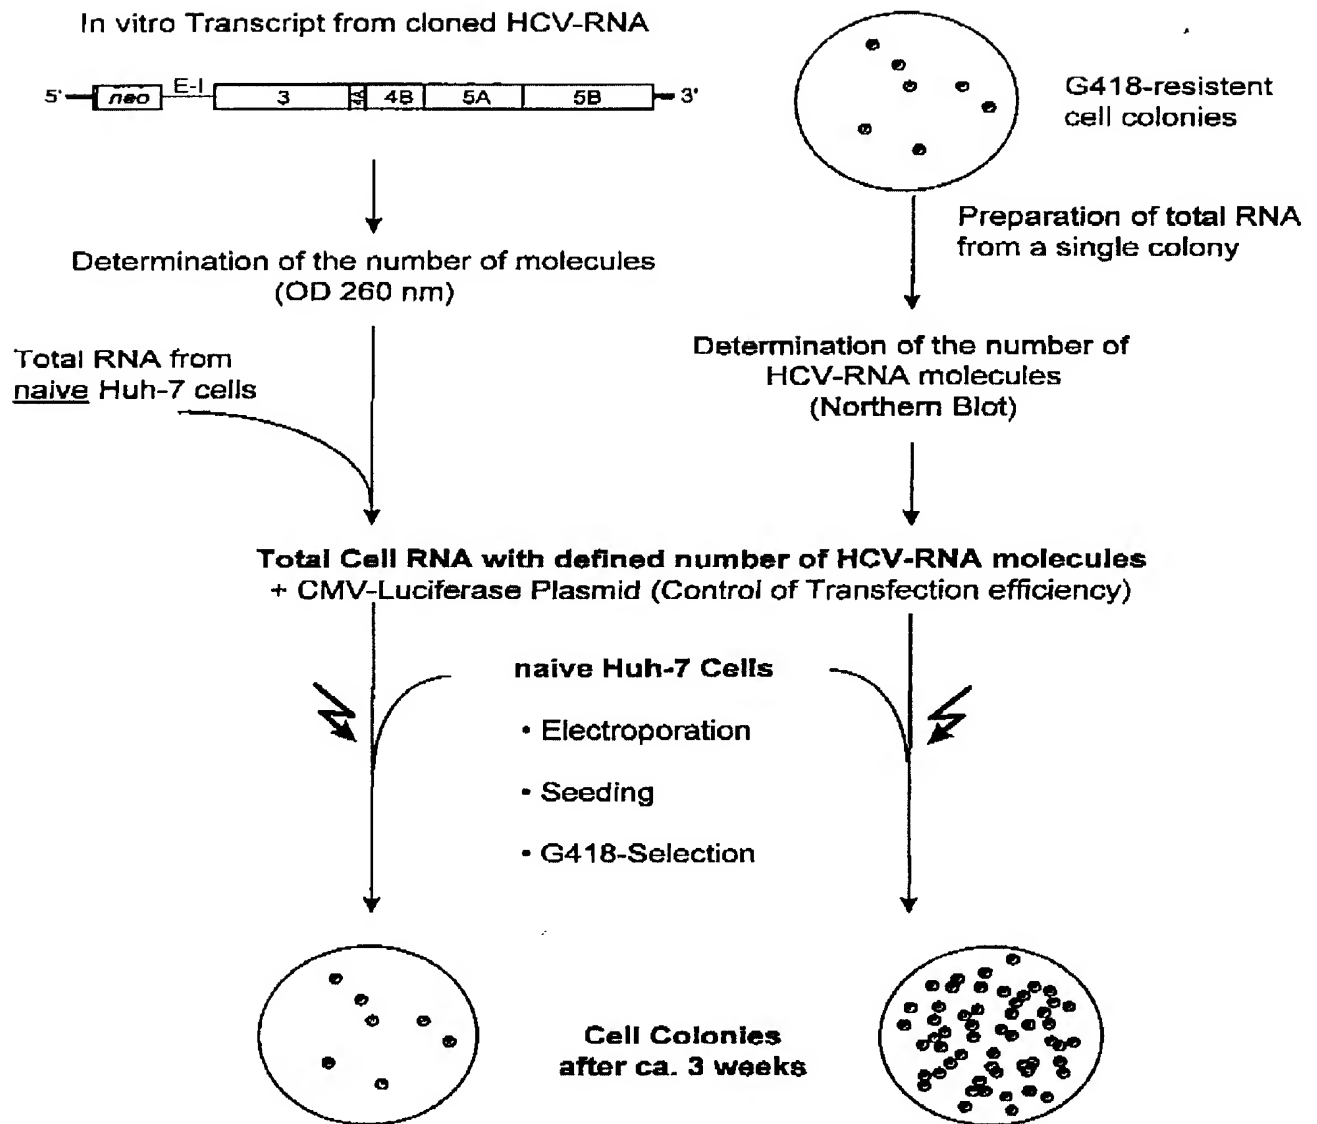 In vitro Transcript from cloned HCV-RNA
5' neo E-I 3 4A 4B 5A 5B 3'
G418-resistent
cell colonies
Preparation of total RNA
from a single colony
Determination of the number of molecules
(OD 260 nm)
Total RNA from
naive Huh-7 cells
Determination of the number of
HCV-RNA molecules
(Northern Blot)
Total Cell RNA with defined number of HCV-RNA molecules
+ CMV-Luciferase Plasmid (Control of Transfection efficiency)
naive Huh-7 Cells
• Electroporation
• Seeding
• G418-Selection
Cell Colonies
after ca. 3 weeks